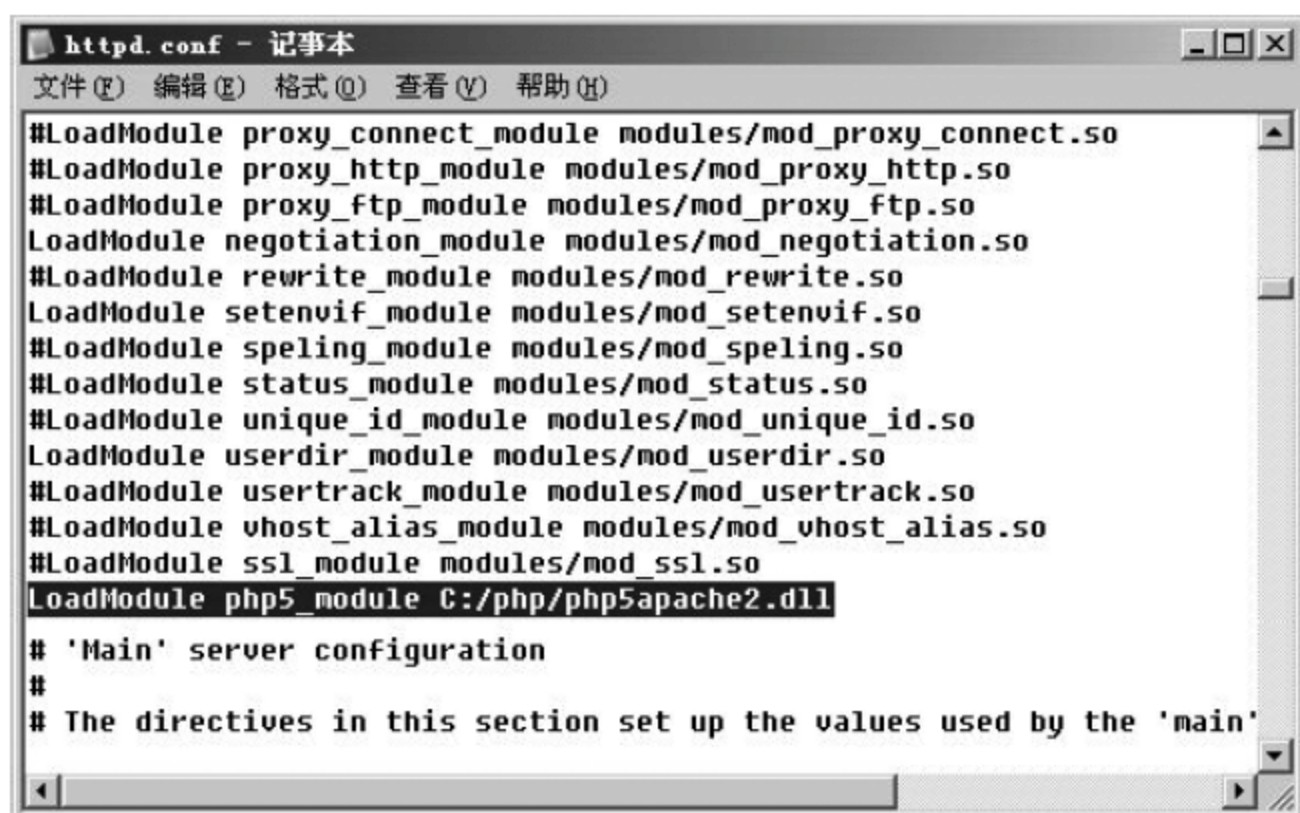 httpd.conf - 记事本
文件(F) 编辑(E) 格式(O) 查看(V) 帮助(H)
#LoadModule proxy_connect_module modules/mod_proxy_connect.so
#LoadModule proxy_http_module modules/mod_proxy_http.so
#LoadModule proxy_ftp_module modules/mod_proxy_ftp.so
LoadModule negotiation_module modules/mod_negotiation.so
#LoadModule rewrite_module modules/mod_rewrite.so
LoadModule setenvif_module modules/mod_setenvif.so
#LoadModule speling_module modules/mod_speling.so
#LoadModule status_module modules/mod_status.so
#LoadModule unique_id_module modules/mod_unique_id.so
LoadModule userdir_module modules/mod_userdir.so
#LoadModule usertrack_module modules/mod_usertrack.so
#LoadModule vhost_alias_module modules/mod_vhost_alias.so
#LoadModule ssl_module modules/mod_ssl.so
LoadModule php5_module C:/php/php5apache2.dll
# 'Main' server configuration
#
# The directives in this section set up the values used by the 'main'